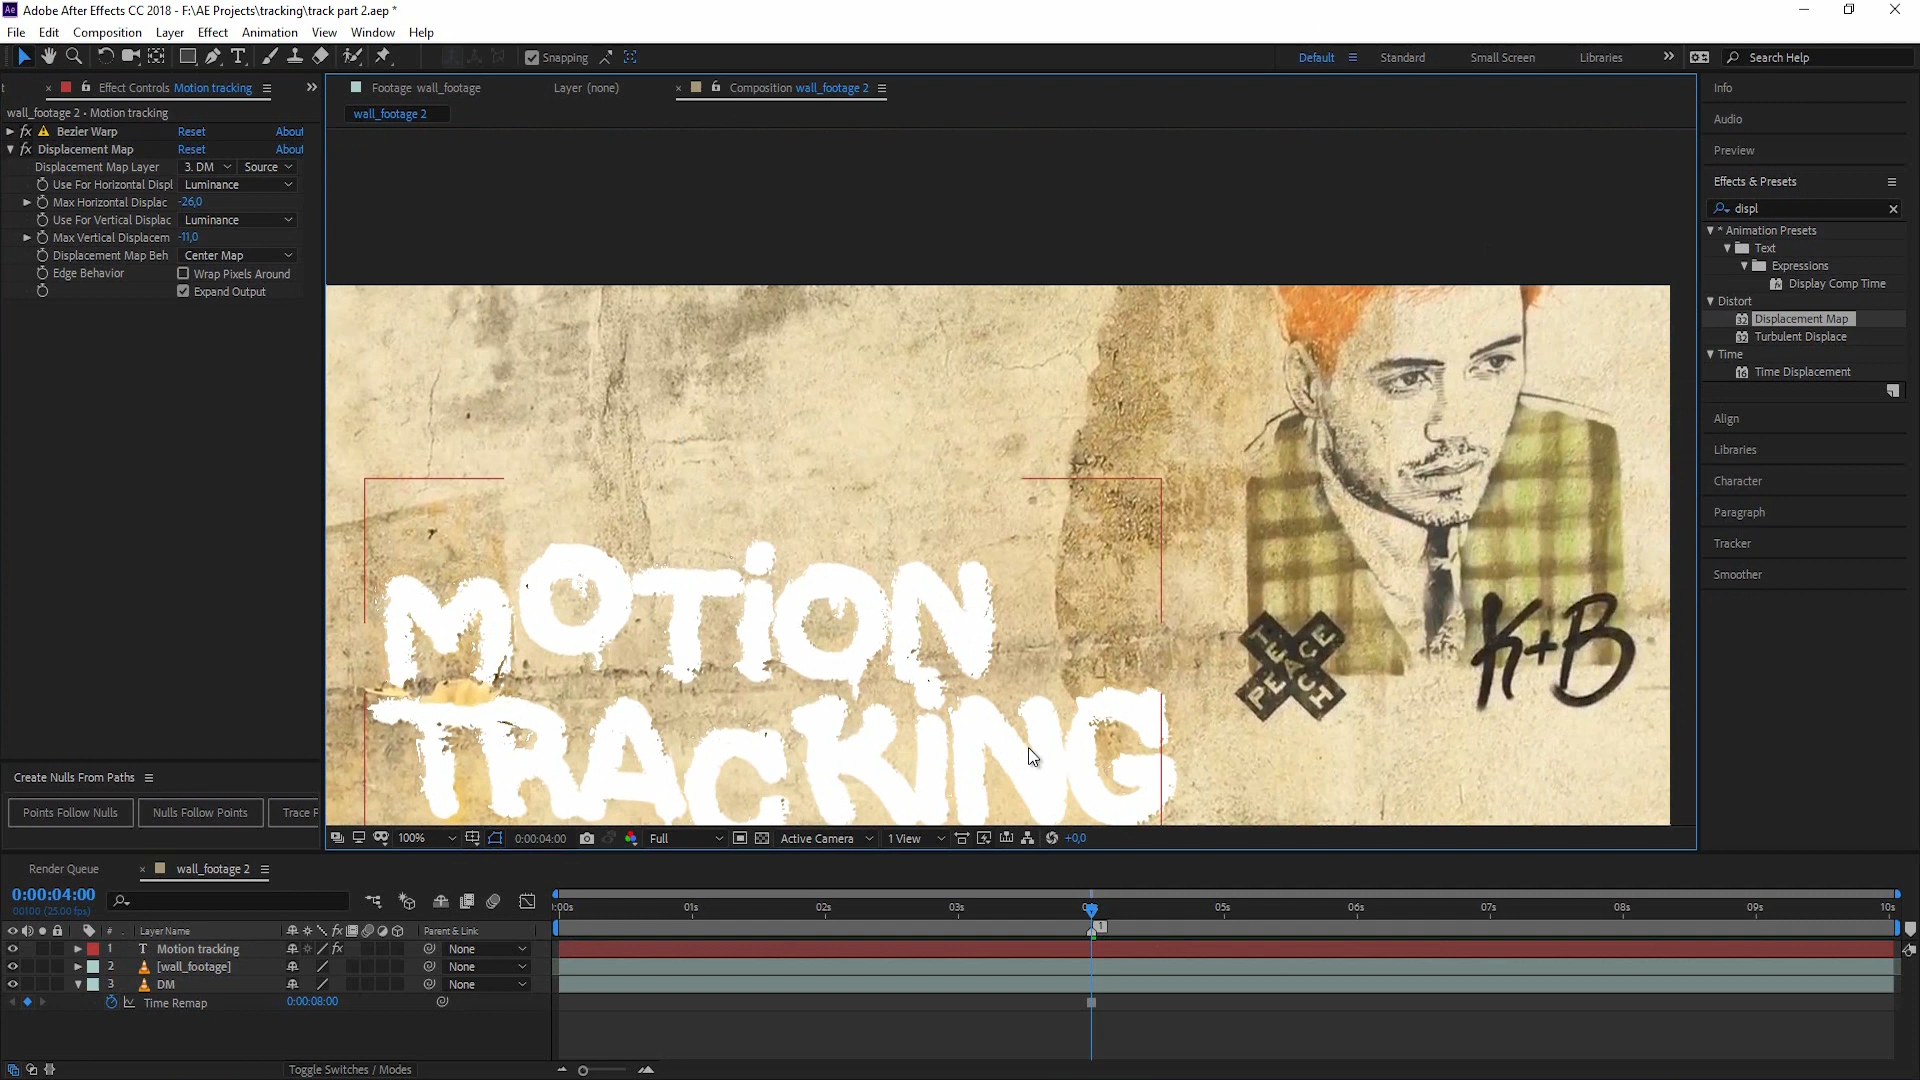 Adobe After Effects CC 2018 - F:\AE Projects\tracking\track part 2.aep *
File Edit Composition Layer Effect Animation View Window Help
Snapping Default Standard Small Screen Libraries Search Help
Effect Controls Motion tracking
Footage wall_footage Layer (none) Composition wall_footage 2
wall_footage 2 • Motion tracking
wall_footage 2
fx Bezier Warp Reset About
fx Displacement Map Reset About
Displacement Map Layer 3. DM Source
Use For Horizontal Displ Luminance
Max Horizontal Displac -26,0
Use For Vertical Displac Luminance
Max Vertical Displacem -11,0
Displacement Map Beh Center Map
Edge Behavior Wrap Pixels Around
Expand Output
Info
Audio
Preview
Effects & Presets
displ
* Animation Presets
Text
Expressions
Display Comp Time
Distort
Displacement Map
Turbulent Displace
Time
Time Displacement
Align
Libraries
Character
Paragraph
Tracker
Smoother
MOTION
TRACKING
TEECH
PEACE
K+B
Create Nulls From Paths
Points Follow Nulls Nulls Follow Points Trace P
100% 0:00:04:00 Full Active Camera 1 View +0,0
Render Queue wall_footage 2
0:00:04:00
00100 (25.00 fps)
:00s 01s 02s 03s 05s 06s 07s 08s 09s 10s
1
# Layer Name Parent & Link
1 T Motion tracking fx None
2 [wall_footage] None
3 DM None
Time Remap 0:00:08:00
Toggle Switches / Modes